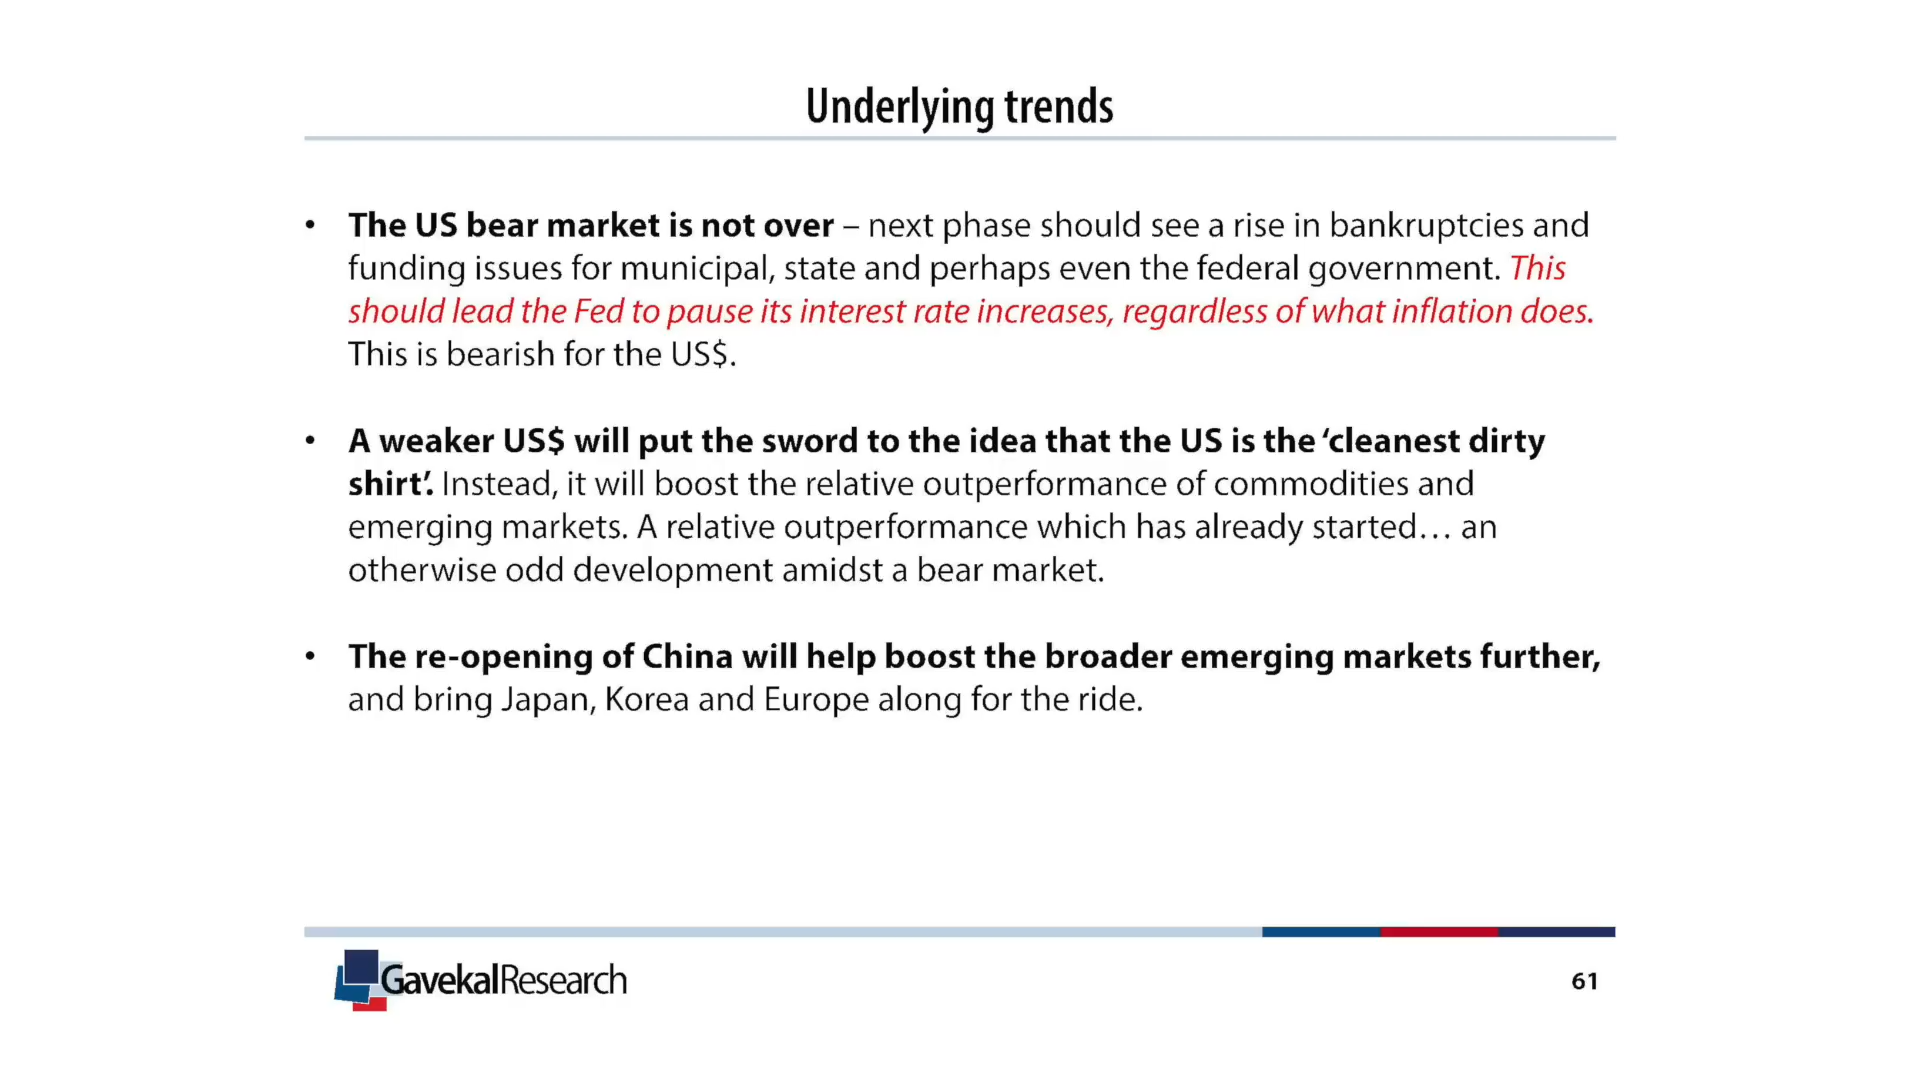 Underlying trends
• The US bear market is not over – next phase should see a rise in bankruptcies and
funding issues for municipal, state and perhaps even the federal government. This
should lead the Fed to pause its interest rate increases, regardless of what inflation does.
This is bearish for the US$.
• A weaker US$ will put the sword to the idea that the US is the ‘cleanest dirty
shirt’. Instead, it will boost the relative outperformance of commodities and
emerging markets. A relative outperformance which has already started… an
otherwise odd development amidst a bear market.
• The re-opening of China will help boost the broader emerging markets further,
and bring Japan, Korea and Europe along for the ride.
GavekalResearch
61